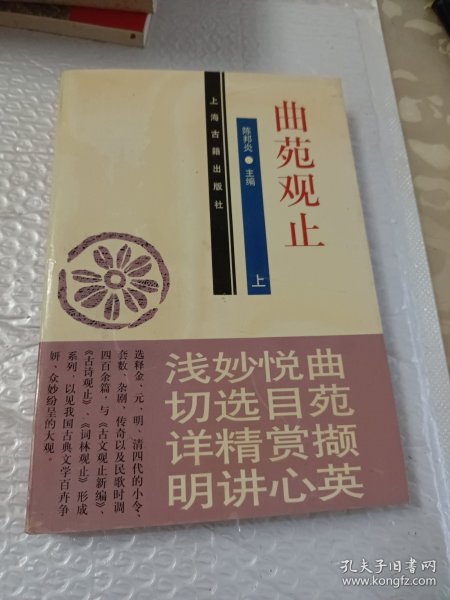 曲苑观止
陈邦炎 主编
上
上海古籍出版社
曲苑撷英
悦目赏心
妙选精讲
浅切详明
选释金、元、明、清四代的小令、
套数、杂剧、传奇以及民歌时调
四百余篇,与《古文观止新编》、
《古诗观止》、《词林观止》形成
系列,以见我国古典文学百卉争
妍、众妙纷呈的大观。
孔夫子旧书网
www.kongfz.com